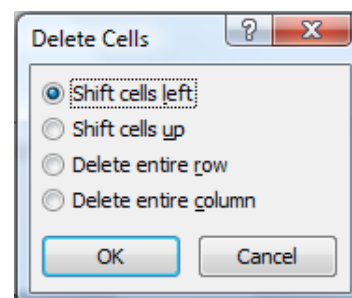 Delete Cells
Shift cells left
Shift cells up
Delete entire row
Delete entire column
OK Cancel